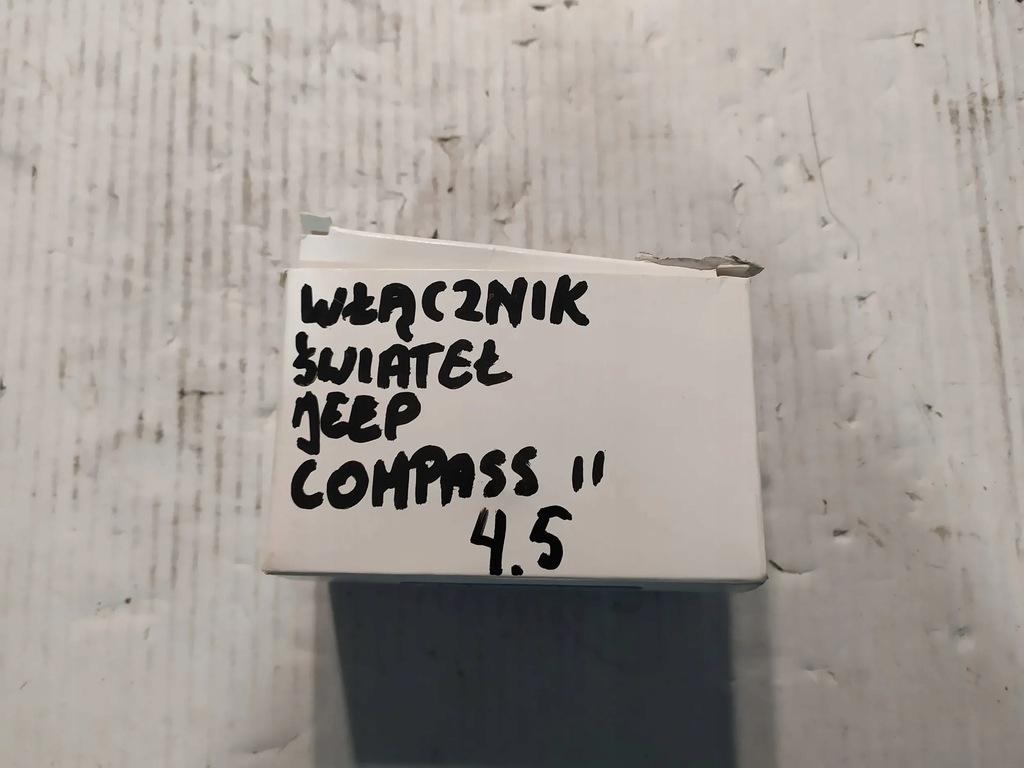 WŁĄCZNIK
ŚWIATEŁ
JEEP
COMPASS II
4.5